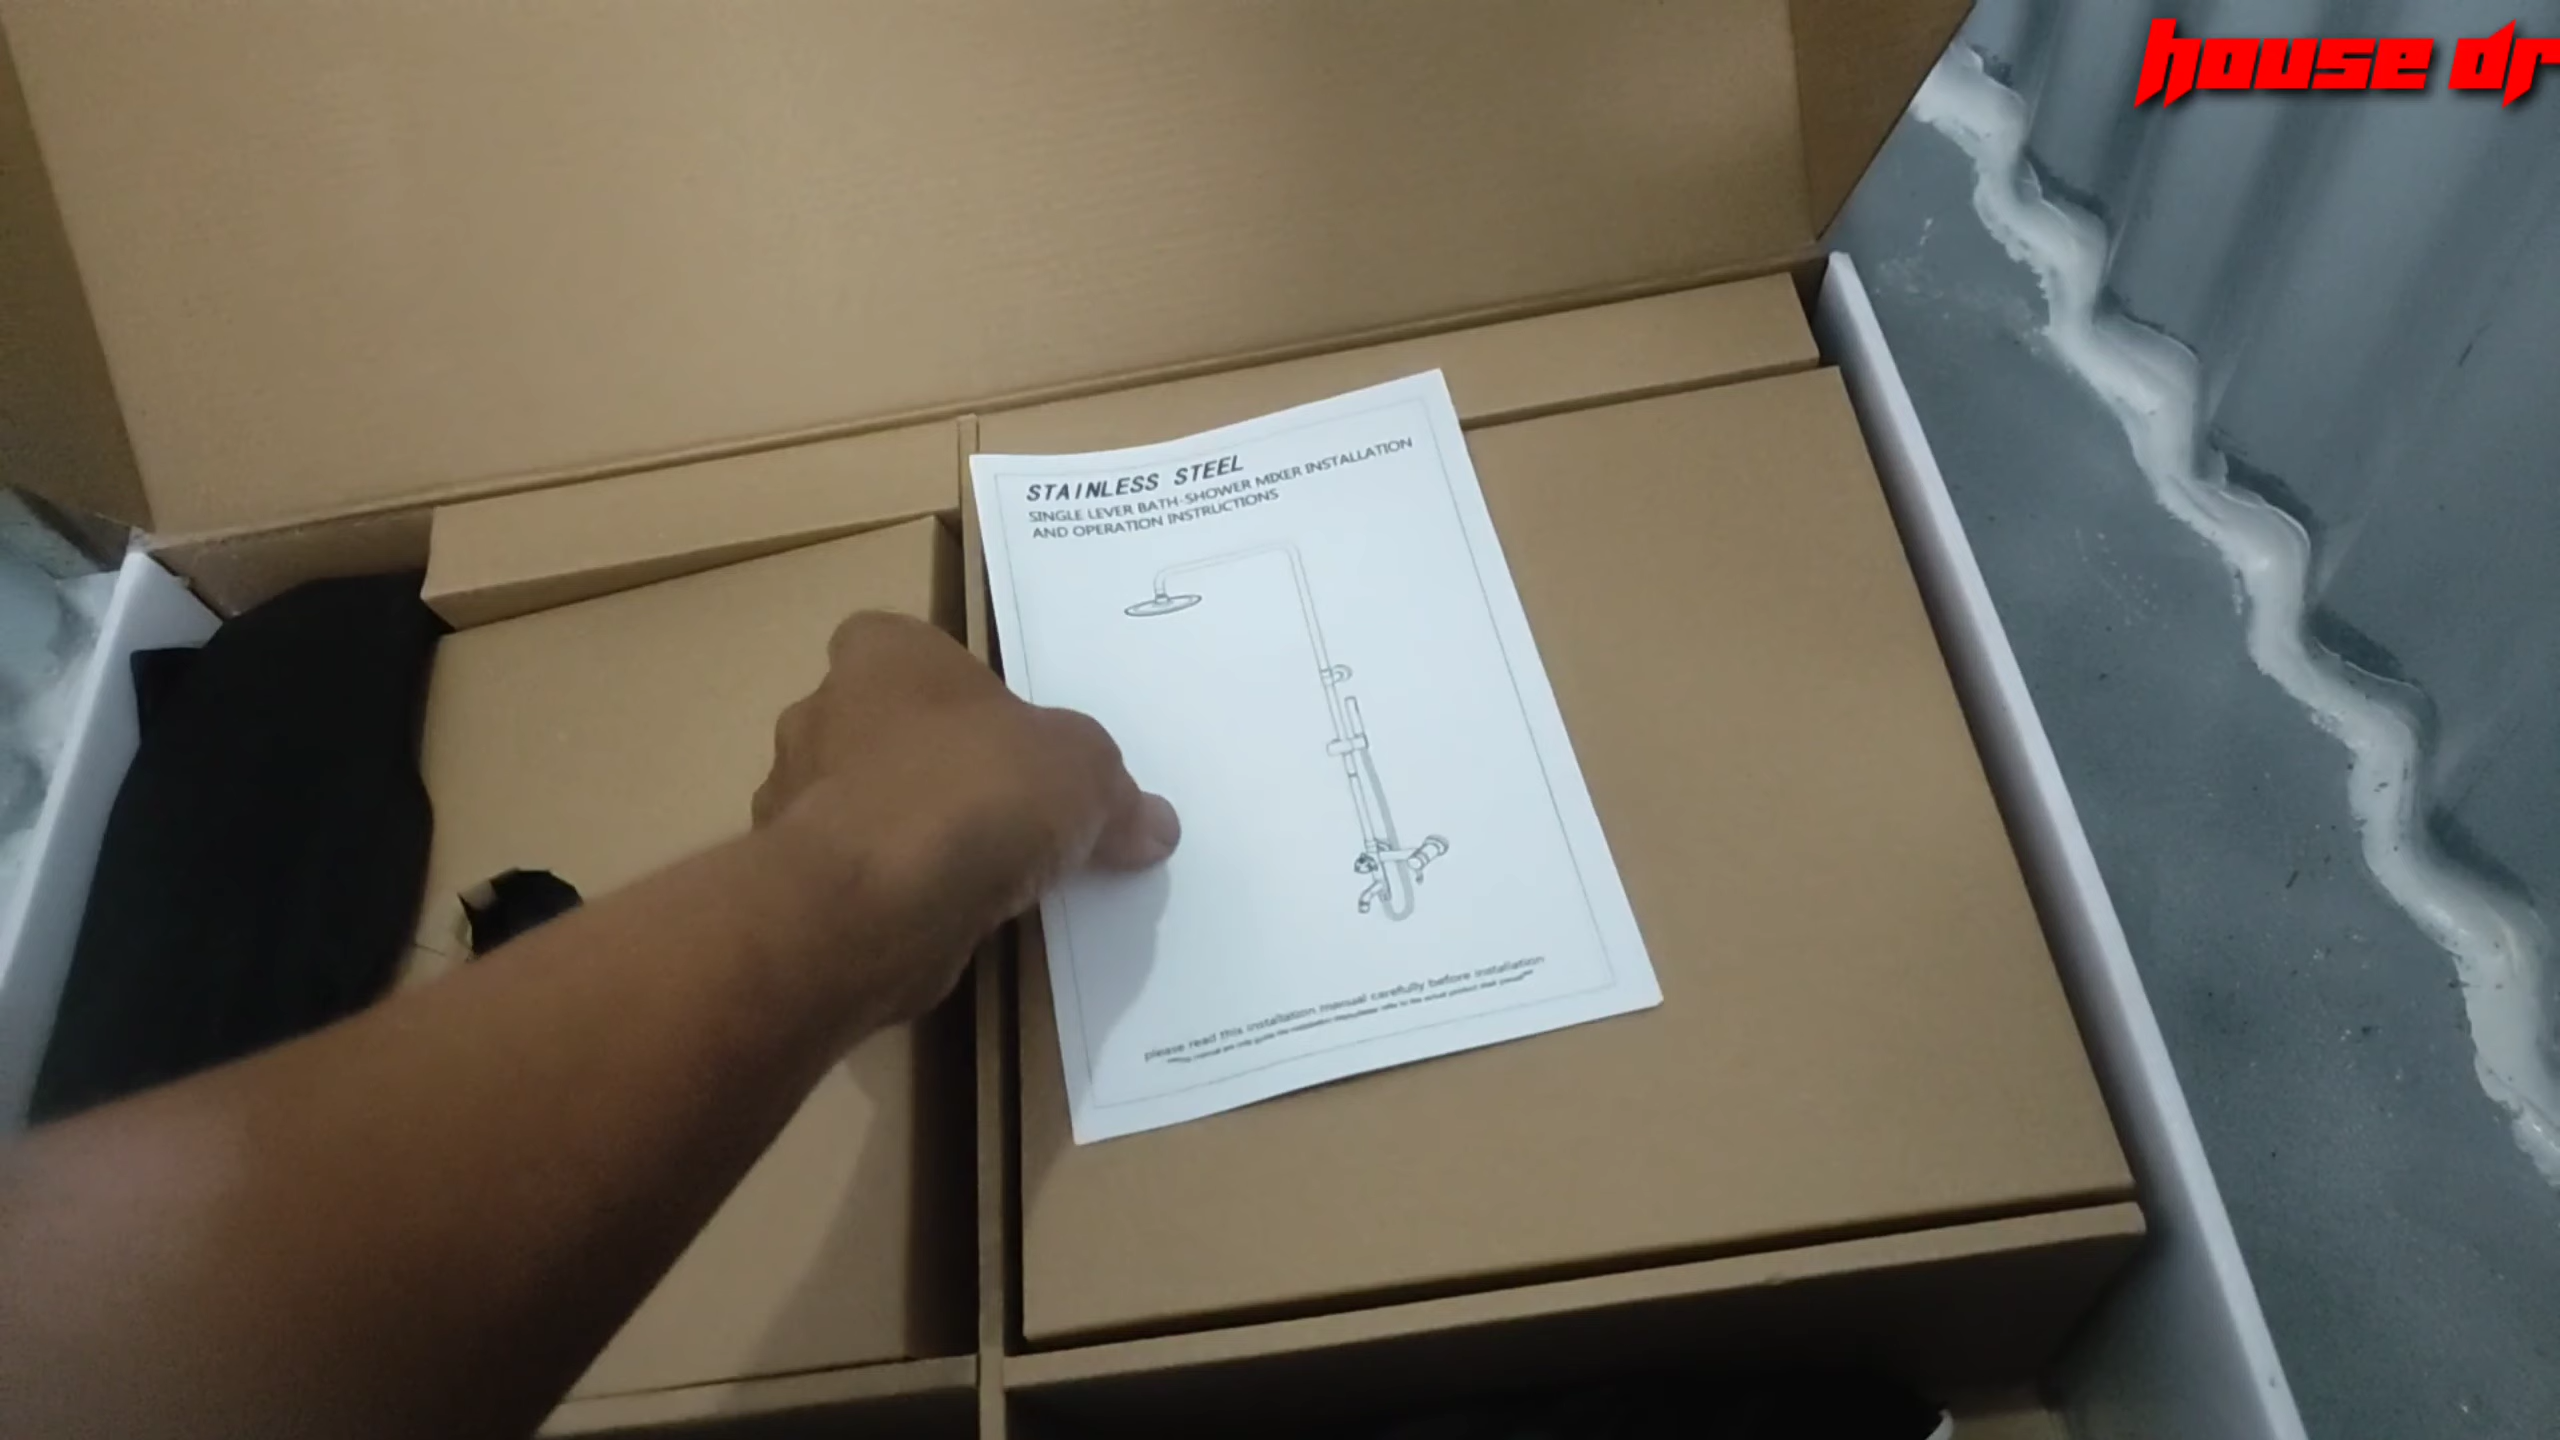 house dr
STAINLESS STEEL
SINGLE LEVER BATH-SHOWER MIXER INSTALLATION
AND OPERATION INSTRUCTIONS
please read this installation manual carefully before installation